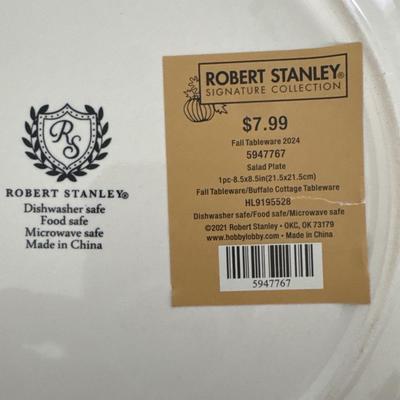 RS
ROBERT STANLEY®
Dishwasher safe
Food safe
Microwave safe
Made in China
ROBERT STANLEY®
SIGNATURE COLLECTION
$7.99
Fall Tableware 2024
5947767
Salad Plate
1pc-8.5x8.5in(21.5x21.5cm)
Fall Tableware/Buffalo Cottage Tableware
HL9195528
Dishwasher safe/Food safe/Microwave safe
©2021 Robert Stanley • OKC, OK 73179
www.hobbylobby.com • Made in China
5947767